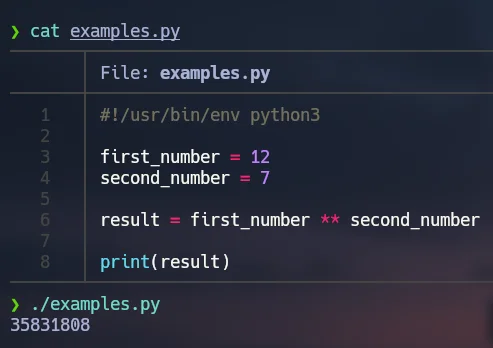 ❯ cat examples.py
File: examples.py
1 #!/usr/bin/env python3
2
3 first_number = 12
4 second_number = 7
5
6 result = first_number ** second_number
7
8 print(result)
❯ ./examples.py
35831808